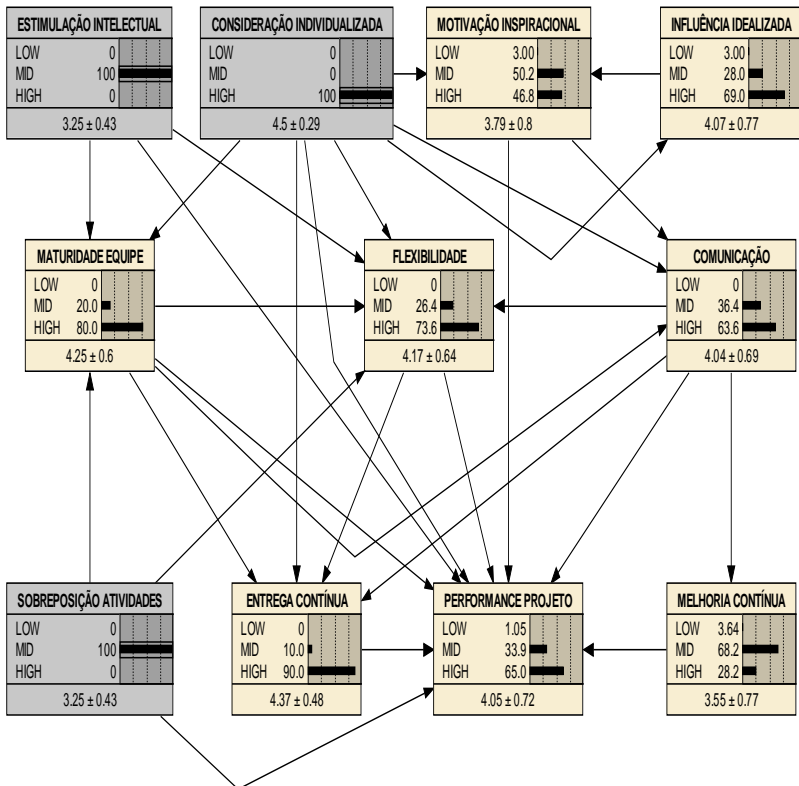 ESTIMULAÇÃO INTELECTUAL
LOW 0
MID 100
HIGH 0
3.25 ± 0.43
CONSIDERAÇÃO INDIVIDUALIZADA
LOW 0
MID 0
HIGH 100
4.5 ± 0.29
MOTIVAÇÃO INSPIRACIONAL
LOW 3.00
MID 50.2
HIGH 46.8
3.79 ± 0.8
INFLUÊNCIA IDEALIZADA
LOW 3.00
MID 28.0
HIGH 69.0
4.07 ± 0.77
MATURIDADE EQUIPE
LOW 0
MID 20.0
HIGH 80.0
4.25 ± 0.6
FLEXIBILIDADE
LOW 0
MID 26.4
HIGH 73.6
4.17 ± 0.64
COMUNICAÇÃO
LOW 0
MID 36.4
HIGH 63.6
4.04 ± 0.69
SOBREPOSIÇÃO ATIVIDADES
LOW 0
MID 100
HIGH 0
3.25 ± 0.43
ENTREGA CONTÍNUA
LOW 0
MID 10.0
HIGH 90.0
4.37 ± 0.48
PERFORMANCE PROJETO
LOW 1.05
MID 33.9
HIGH 65.0
4.05 ± 0.72
MELHORIA CONTÍNUA
LOW 3.64
MID 68.2
HIGH 28.2
3.55 ± 0.77